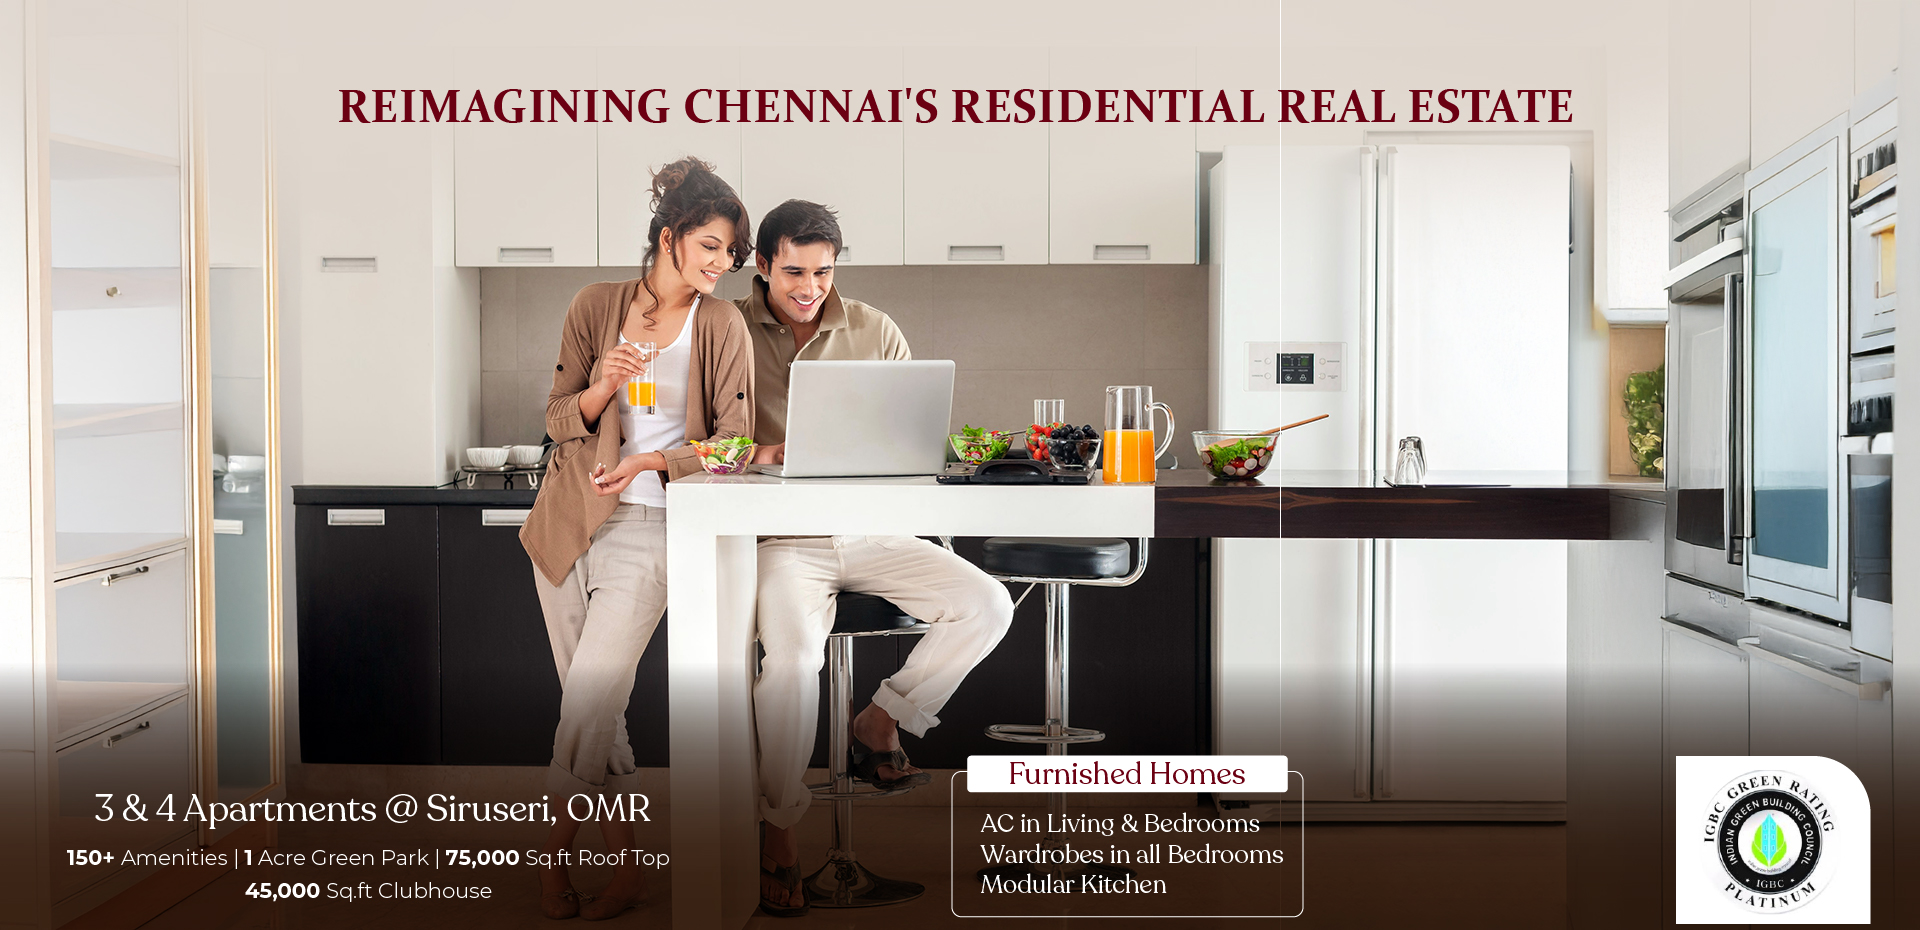 REIMAGINING CHENNAI'S RESIDENTIAL REAL ESTATE
3 & 4 Apartments @ Siruseri, OMR
150+ Amenities | 1 Acre Green Park | 75,000 Sq.ft Roof Top
45,000 Sq.ft Clubhouse
Furnished Homes
AC in Living & Bedrooms
Wardrobes in all Bedrooms
Modular Kitchen
IGBC GREEN RATING
INDIAN GREEN BUILDING COUNCIL
IGBC
PLATINUM